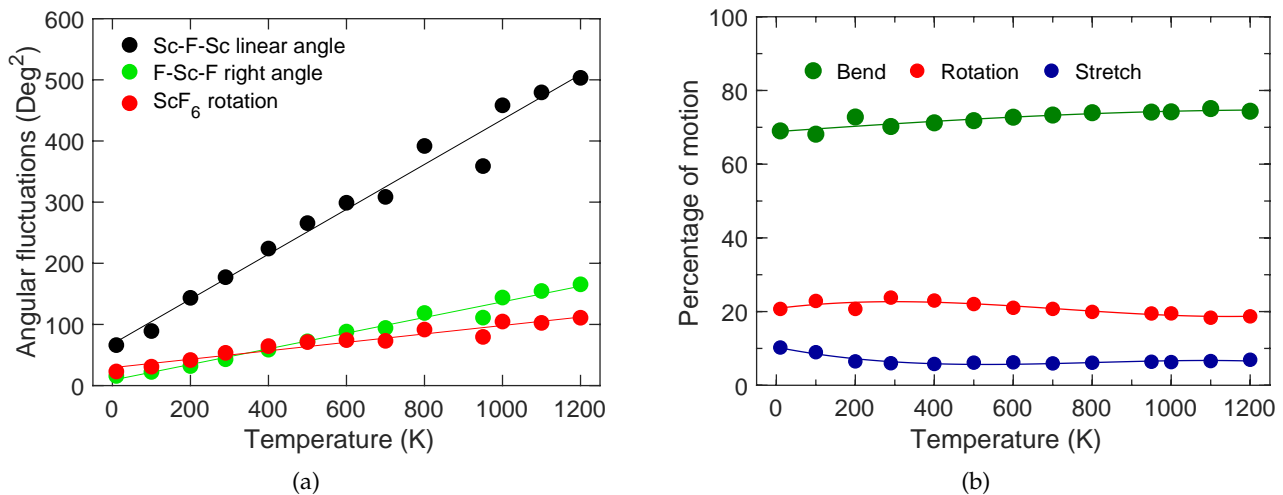 600
500
400
300
200
100
0
Angular fluctuations (Deg²)
Sc-F-Sc linear angle
F-Sc-F right angle
ScF₆ rotation
0 200 400 600 800 1000 1200
Temperature (K)
(a)
100
80
60
40
20
0
Percentage of motion
Bend Rotation Stretch
0 200 400 600 800 1000 1200
Temperature (K)
(b)